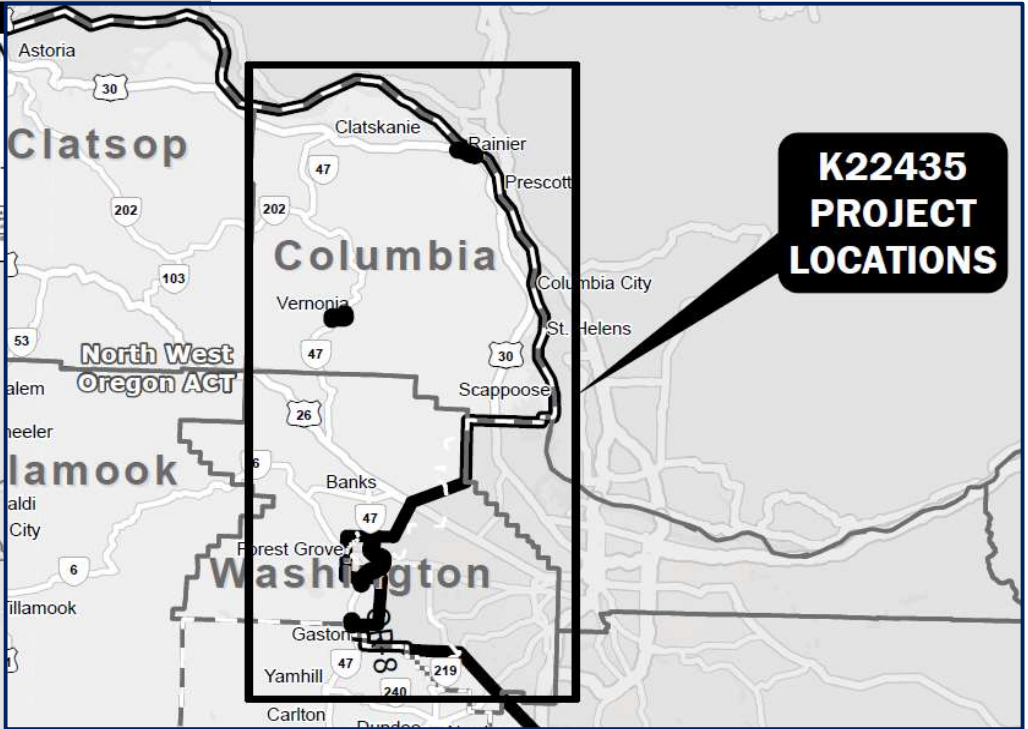 Astoria
30
Clatsop
Clatskanie
Rainier
47
Prescott
K22435
PROJECT
LOCATIONS
202
202
Columbia
103
Columbia City
Vernonia
St. Helens
53
47
30
North West
Oregon ACT
alem
Scappoose
26
heeler
lamook
6
Banks
aldi
City
47
Forest Grove
6
Washington
illamook
Gaston
47
219
Yamhill
240
Carlton
Dundee